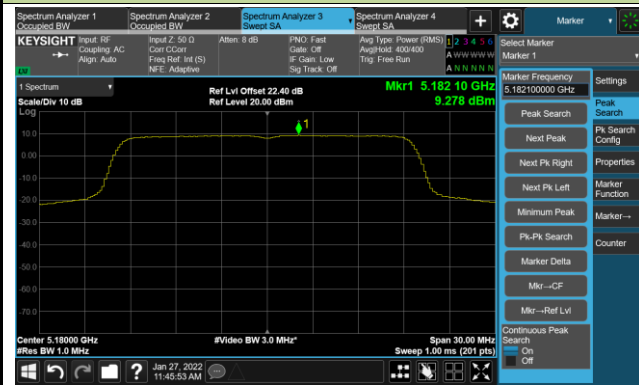 Spectrum Analyzer 1
Occupied BW
Spectrum Analyzer 2
Occupied BW
Spectrum Analyzer 3
Swept SA
Spectrum Analyzer 4
Swept SA
+
Marker
KEYSIGHT
Input: RF
Coupling: AC
Align: Auto
Input Z: 50 Ω
Corr CCorr
Freq Ref: Int (S)
NFE: Adaptive
Atten: 8 dB
PNO: Fast
Gate: Off
IF Gain: Low
Sig Track: Off
Avg Type: Power (RMS)
Avg|Hold: 400/400
Trig: Free Run
1 2 3 4 5 6
A W W W W W
A N N N N N
LXI
Select Marker
Marker 1
1 Spectrum
Scale/Div 10 dB
Log
Ref Lvl Offset 22.40 dB
Ref Level 20.00 dBm
Mkr1 5.182 10 GHz
9.278 dBm
1
10.0
0.00
-10.0
-20.0
-30.0
-40.0
-50.0
-60.0
-70.0
Center 5.18000 GHz
#Res BW 1.0 MHz
#Video BW 3.0 MHz*
Span 30.00 MHz
Sweep 1.00 ms (201 pts)
Marker Frequency
5.182100000 GHz
Peak Search
Next Peak
Next Pk Right
Next Pk Left
Minimum Peak
Pk-Pk Search
Marker Delta
Mkr→CF
Mkr→Ref Lvl
Continuous Peak
Search
On
Off
Settings
Peak
Search
Pk Search
Config
Properties
Marker
Function
Marker→
Counter
?
Jan 27, 2022
11:45:53 AM